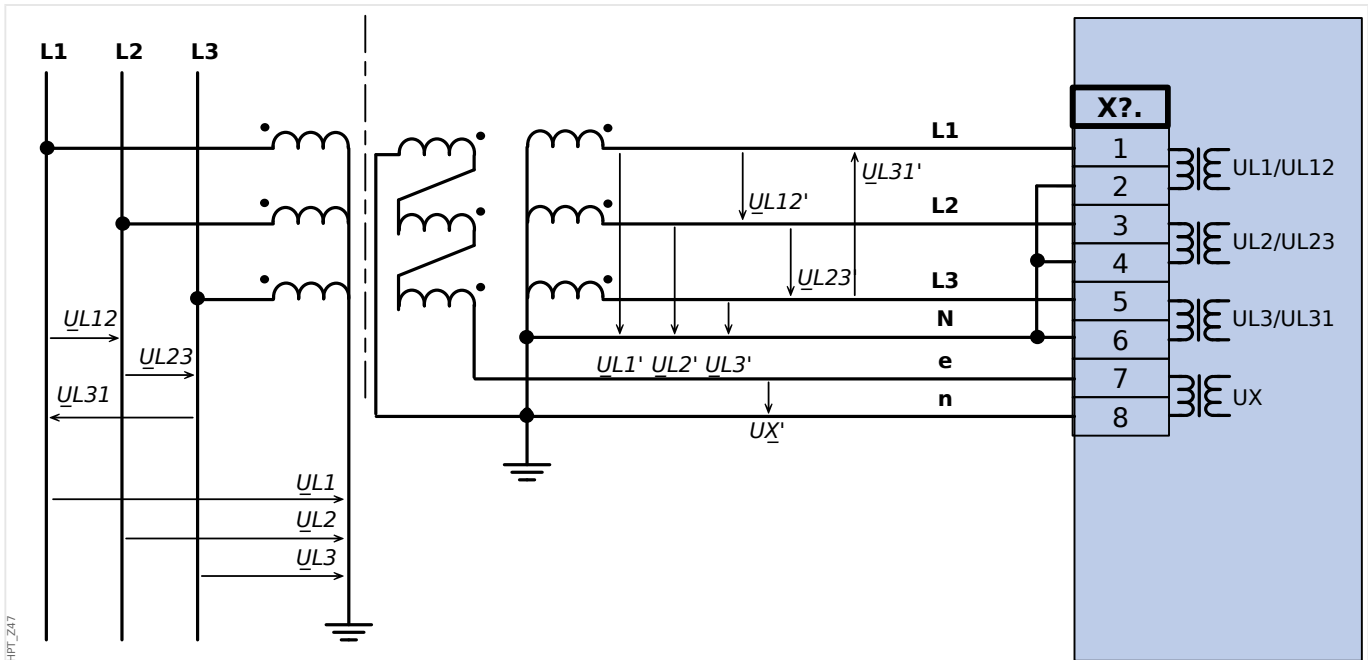 L1 L2 L3
X?.
L1
1
UL31'
UL1/UL12
2
UL12'
L2
3
UL2/UL23
4
UL23'
L3
5
UL12
N
UL3/UL31
6
UL23
UL1' UL2' UL3'
e
7
UL31
n
UX
8
UX'
UL1
UL2
UL3
HPT_Z47